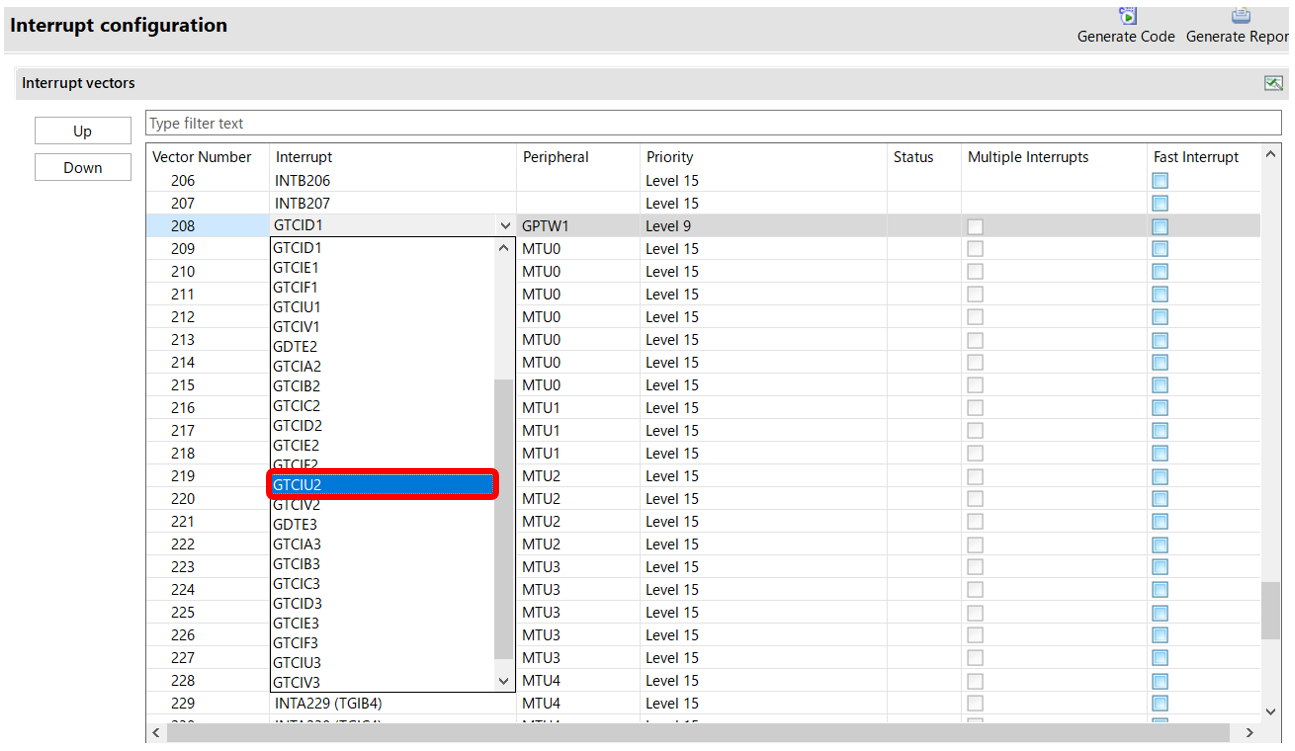 Interrupt configuration
Generate Code Generate Repor
Interrupt vectors
Up
Down
Type filter text
Vector Number Interrupt Peripheral Priority Status Multiple Interrupts Fast Interrupt
206 INTB206 Level 15
207 INTB207 Level 15
208 GTCID1 GPTW1 Level 9
209 GTCID1 MTU0 Level 15
GTCIE1
210 MTU0 Level 15
GTCIF1
211 MTU0 Level 15
GTCIU1
212 MTU0 Level 15
GTCIV1
213 MTU0 Level 15
GDTE2
214 GTCIA2 MTU0 Level 15
215 GTCIB2 MTU0 Level 15
216 GTCIC2 MTU1 Level 15
217 GTCID2 MTU1 Level 15
218 GTCIE2 MTU1 Level 15
GTCIF2
219 MTU2 Level 15
GTCIU2
220 MTU2 Level 15
GTCIV2
221 GDTE3 MTU2 Level 15
222 GTCIA3 MTU2 Level 15
223 GTCIB3 MTU3 Level 15
224 GTCIC3 MTU3 Level 15
GTCID3
225 MTU3 Level 15
GTCIE3
226 MTU3 Level 15
GTCIF3
227 MTU3 Level 15
GTCIU3
228 GTCIV3 MTU4 Level 15
229 INTA229 (TGIB4) MTU4 Level 15